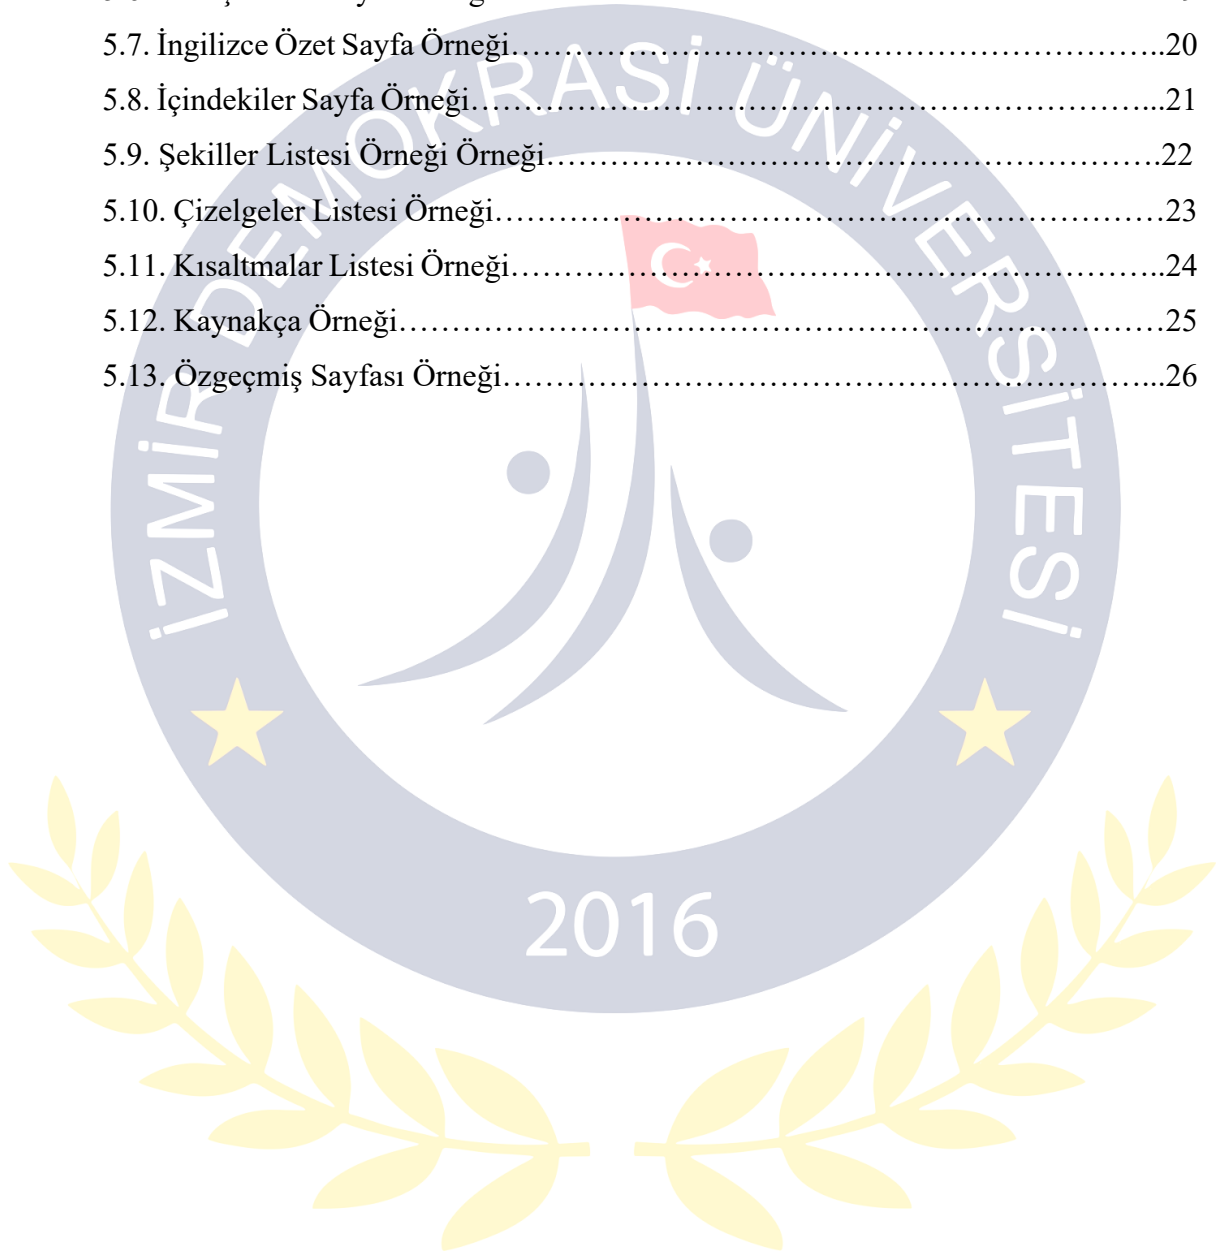 5.7. İngilizce Özet Sayfa Örneği……………………………………………………………..20
5.8. İçindekiler Sayfa Örneği………………………………………………………………...21
5.9. Şekiller Listesi Örneği Örneği………………………………………………………….22
5.10. Çizelgeler Listesi Örneği………………………………………………………………23
5.11. Kısaltmalar Listesi Örneği……………………………………………………………..24
5.12. Kaynakça Örneği………………………………………………………………………25
5.13. Özgeçmiş Sayfası Örneği……………………………………………………………...26
İZMİR DEMOKRASİ ÜNİVERSİTESİ
2016